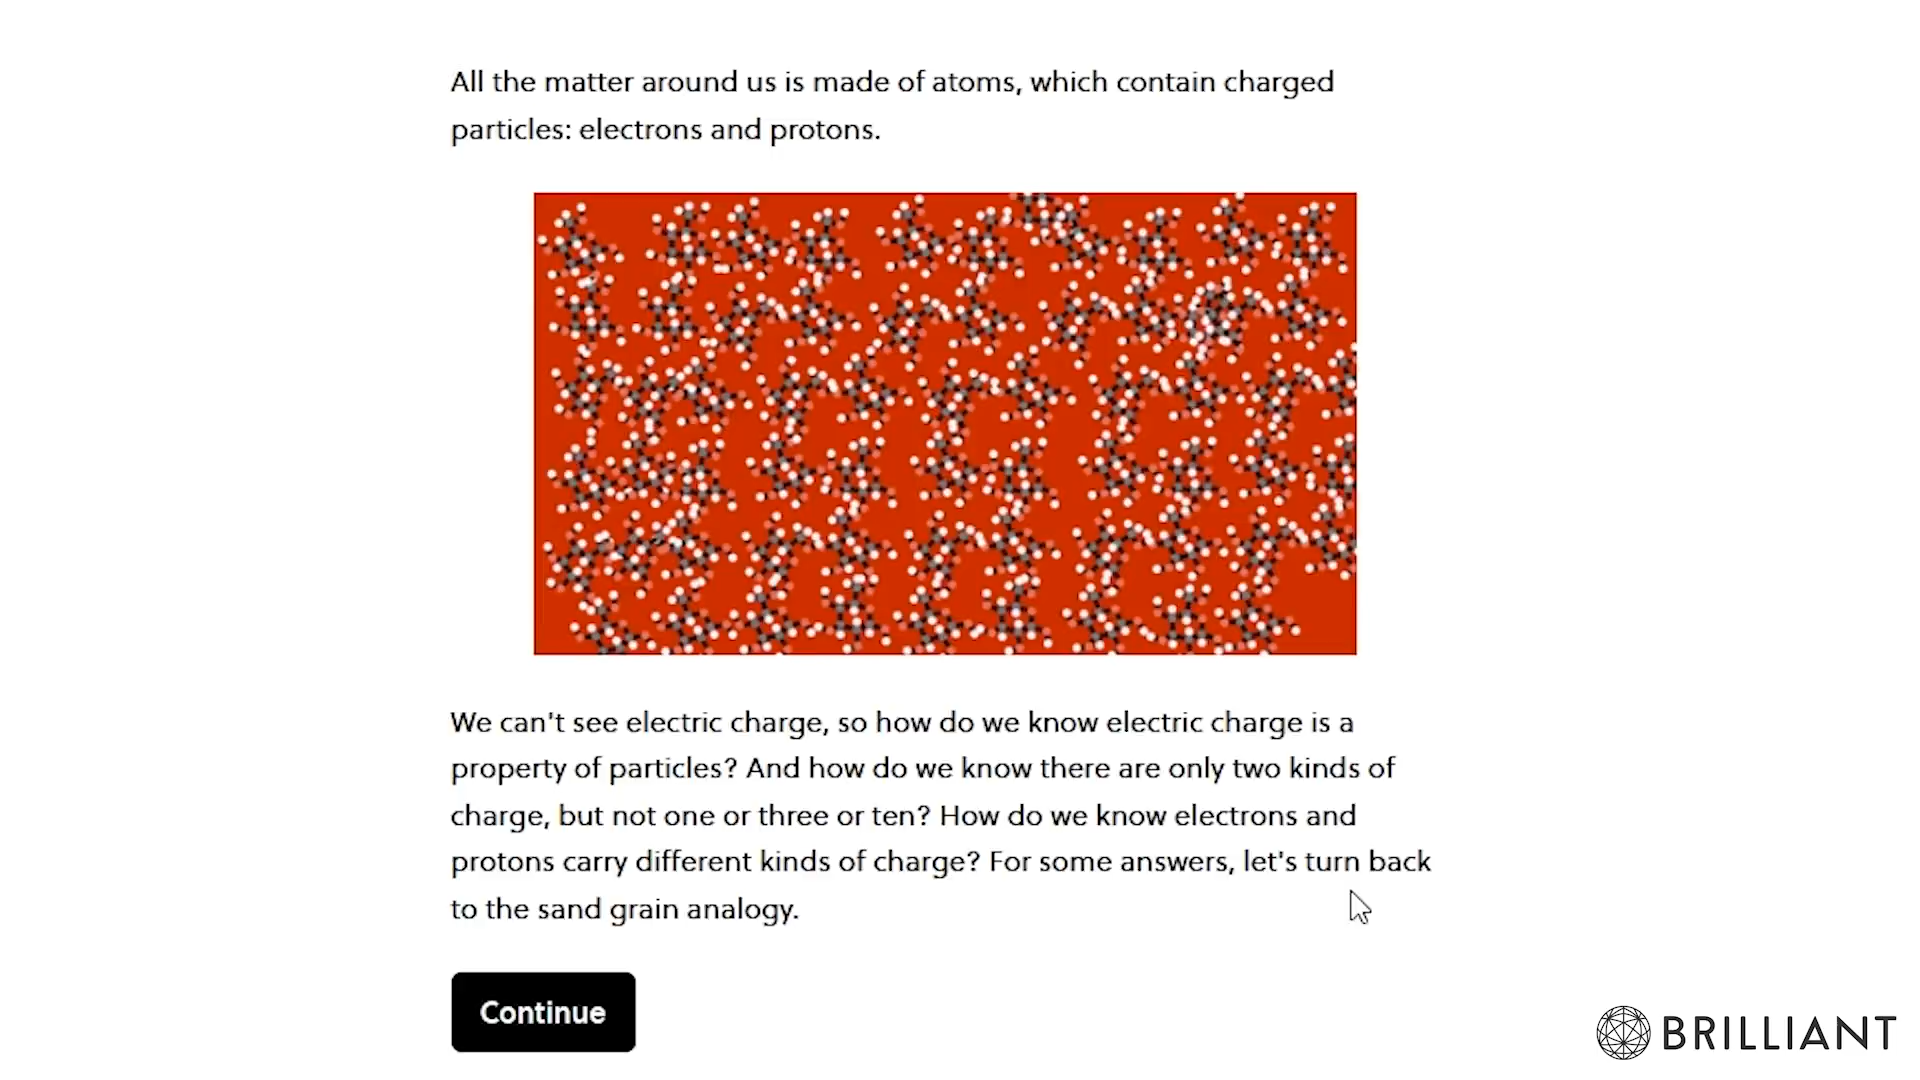 All the matter around us is made of atoms, which contain charged
particles: electrons and protons.
We can't see electric charge, so how do we know electric charge is a
property of particles? And how do we know there are only two kinds of
charge, but not one or three or ten? How do we know electrons and
protons carry different kinds of charge? For some answers, let's turn back
to the sand grain analogy.
Continue
BRILLIANT